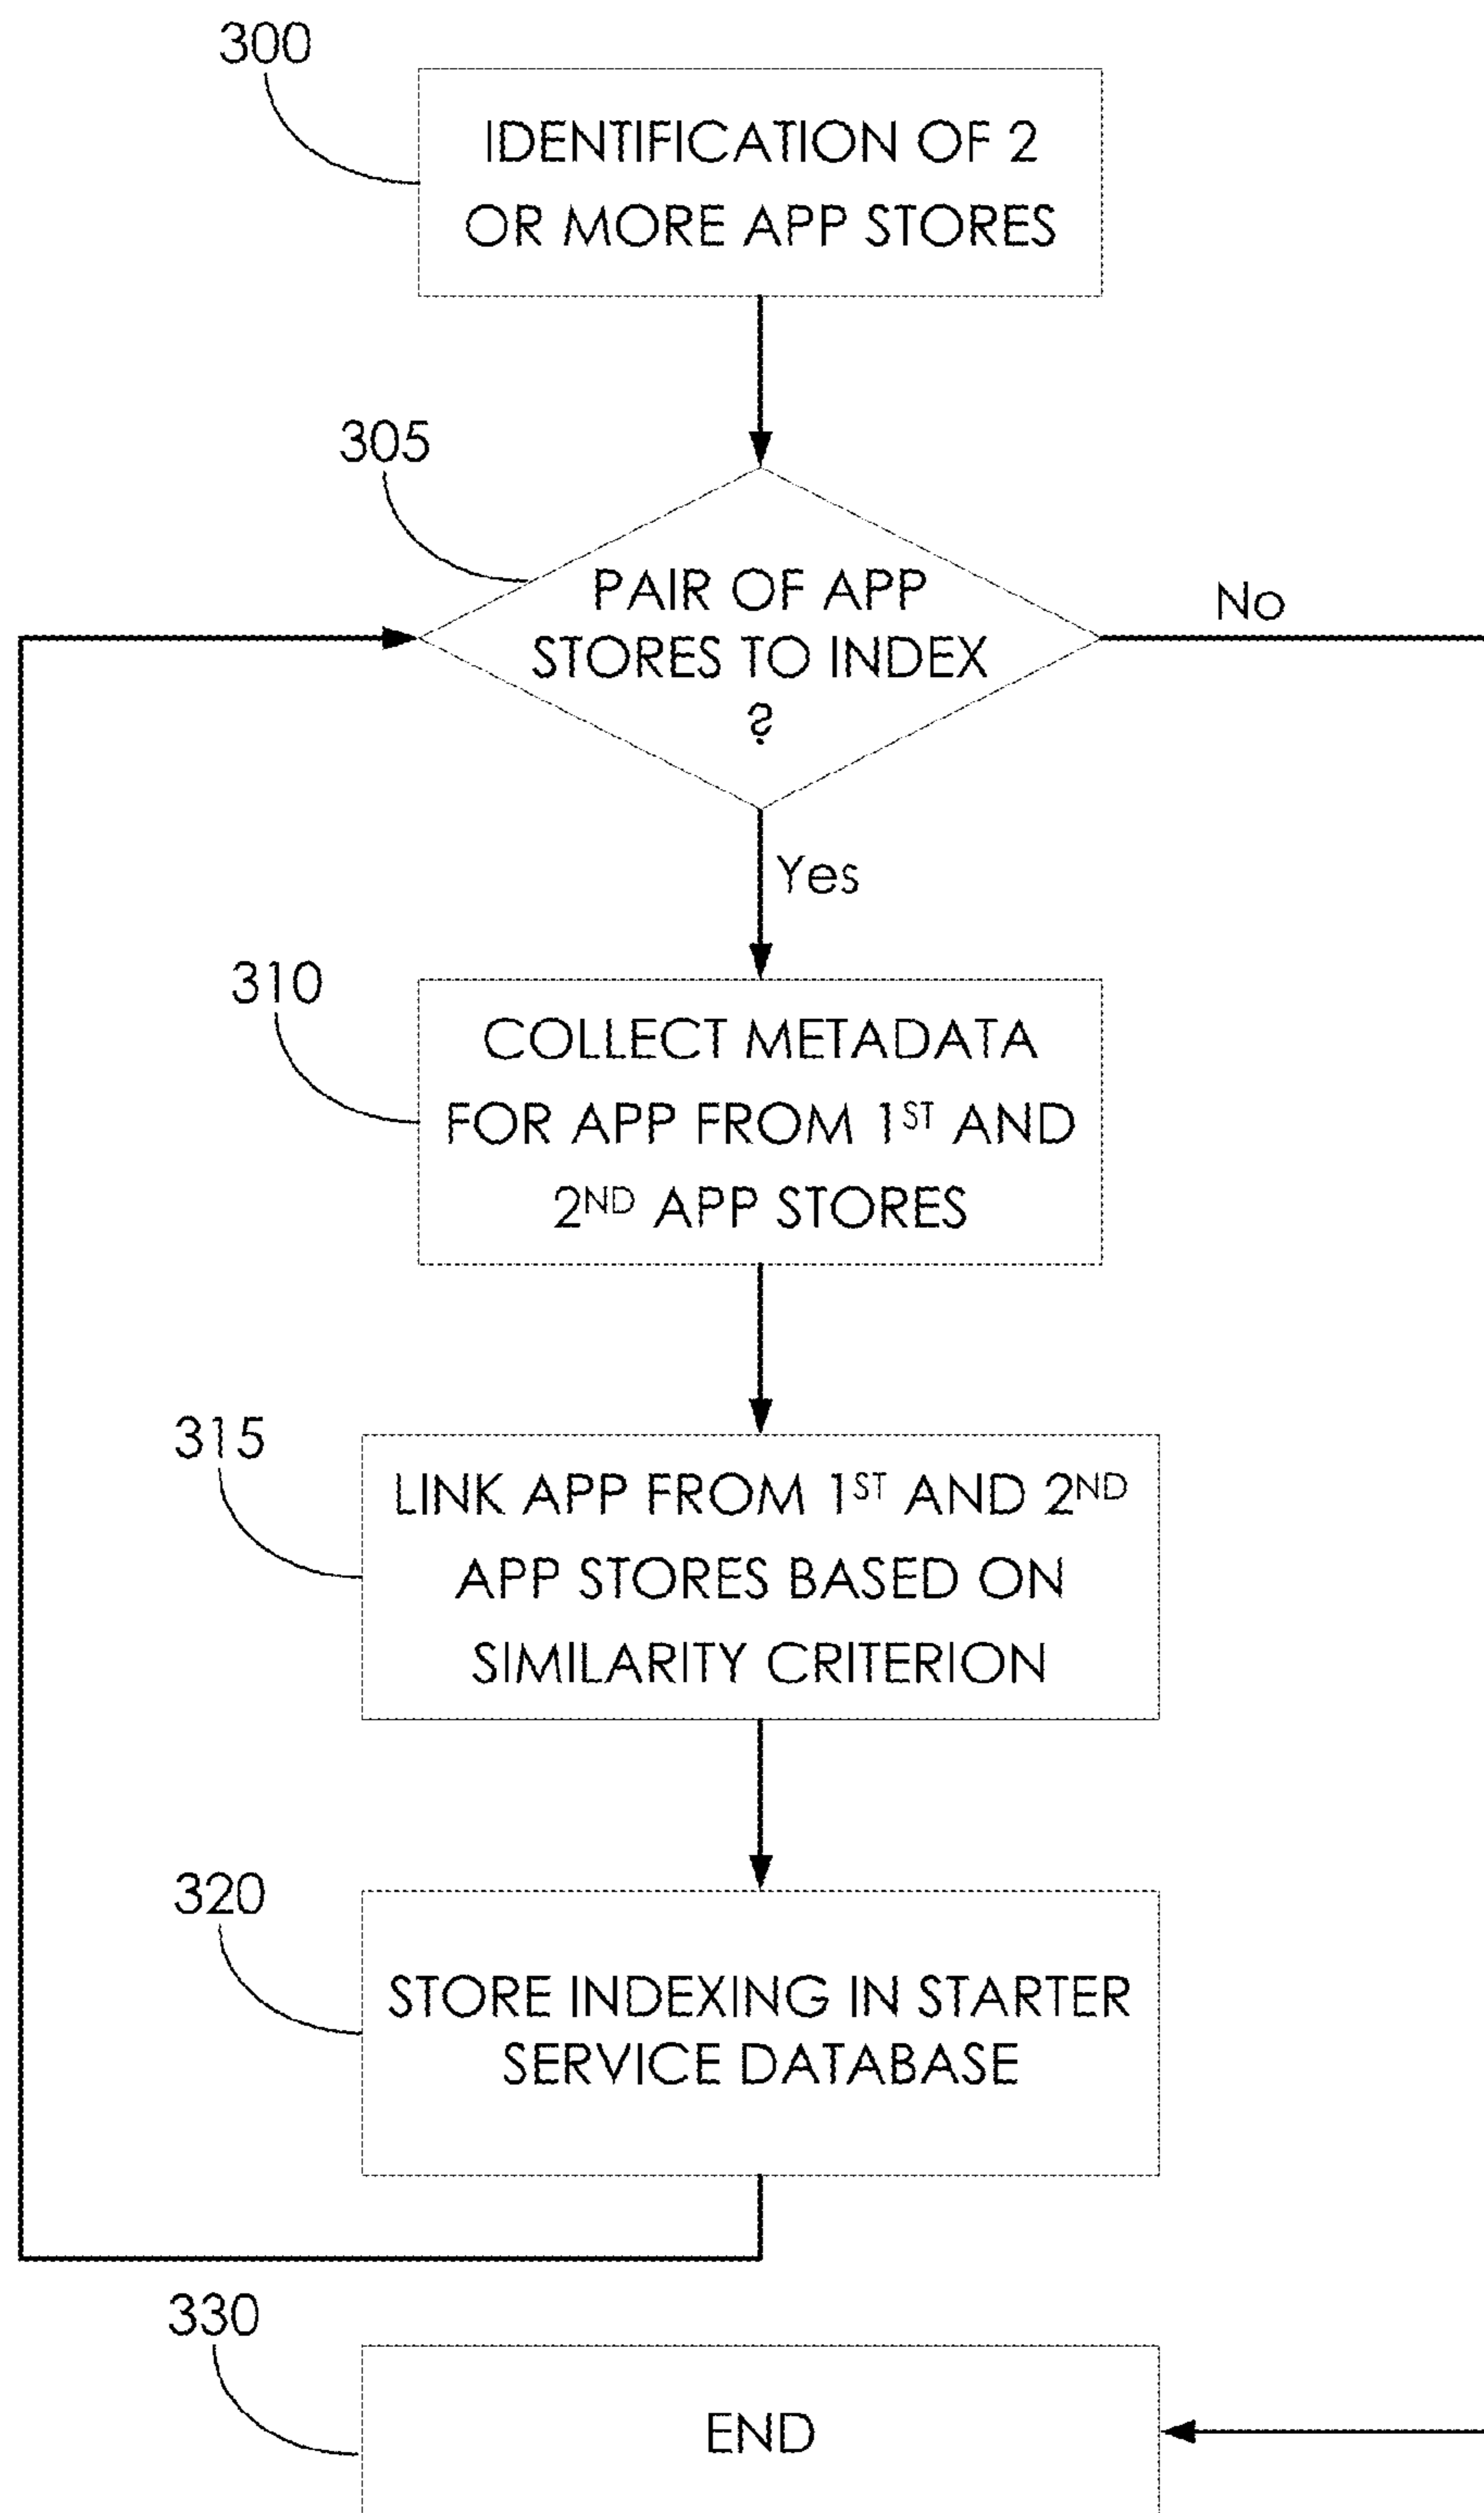 300
IDENTIFICATION OF 2
OR MORE APP STORES
305
PAIR OF APP
STORES TO INDEX
?
No
Yes
310
COLLECT METADATA
FOR APP FROM 1ST AND
2ND APP STORES
315
LINK APP FROM 1ST AND 2ND
APP STORES BASED ON
SIMILARITY CRITERION
320
STORE INDEXING IN STARTER
SERVICE DATABASE
330
END